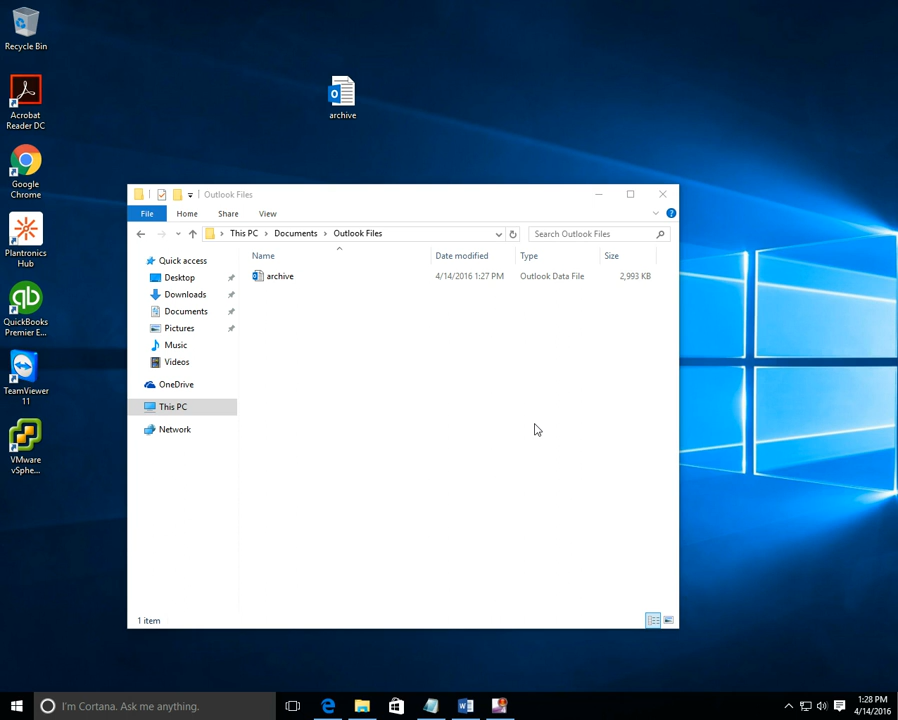 Recycle Bin
Acrobat
Reader DC
Google
Chrome
Plantronics
Hub
QuickBooks
Premier E...
TeamViewer
11
VMware
vSphe...
archive
Outlook Files
File Home Share View
This PC > Documents > Outlook Files
Search Outlook Files
Name Date modified Type Size
archive 4/14/2016 1:27 PM Outlook Data File 2,993 KB
Quick access
Desktop
Downloads
Documents
Pictures
Music
Videos
OneDrive
This PC
Network
1 item
I'm Cortana. Ask me anything.
1:28 PM
4/14/2016